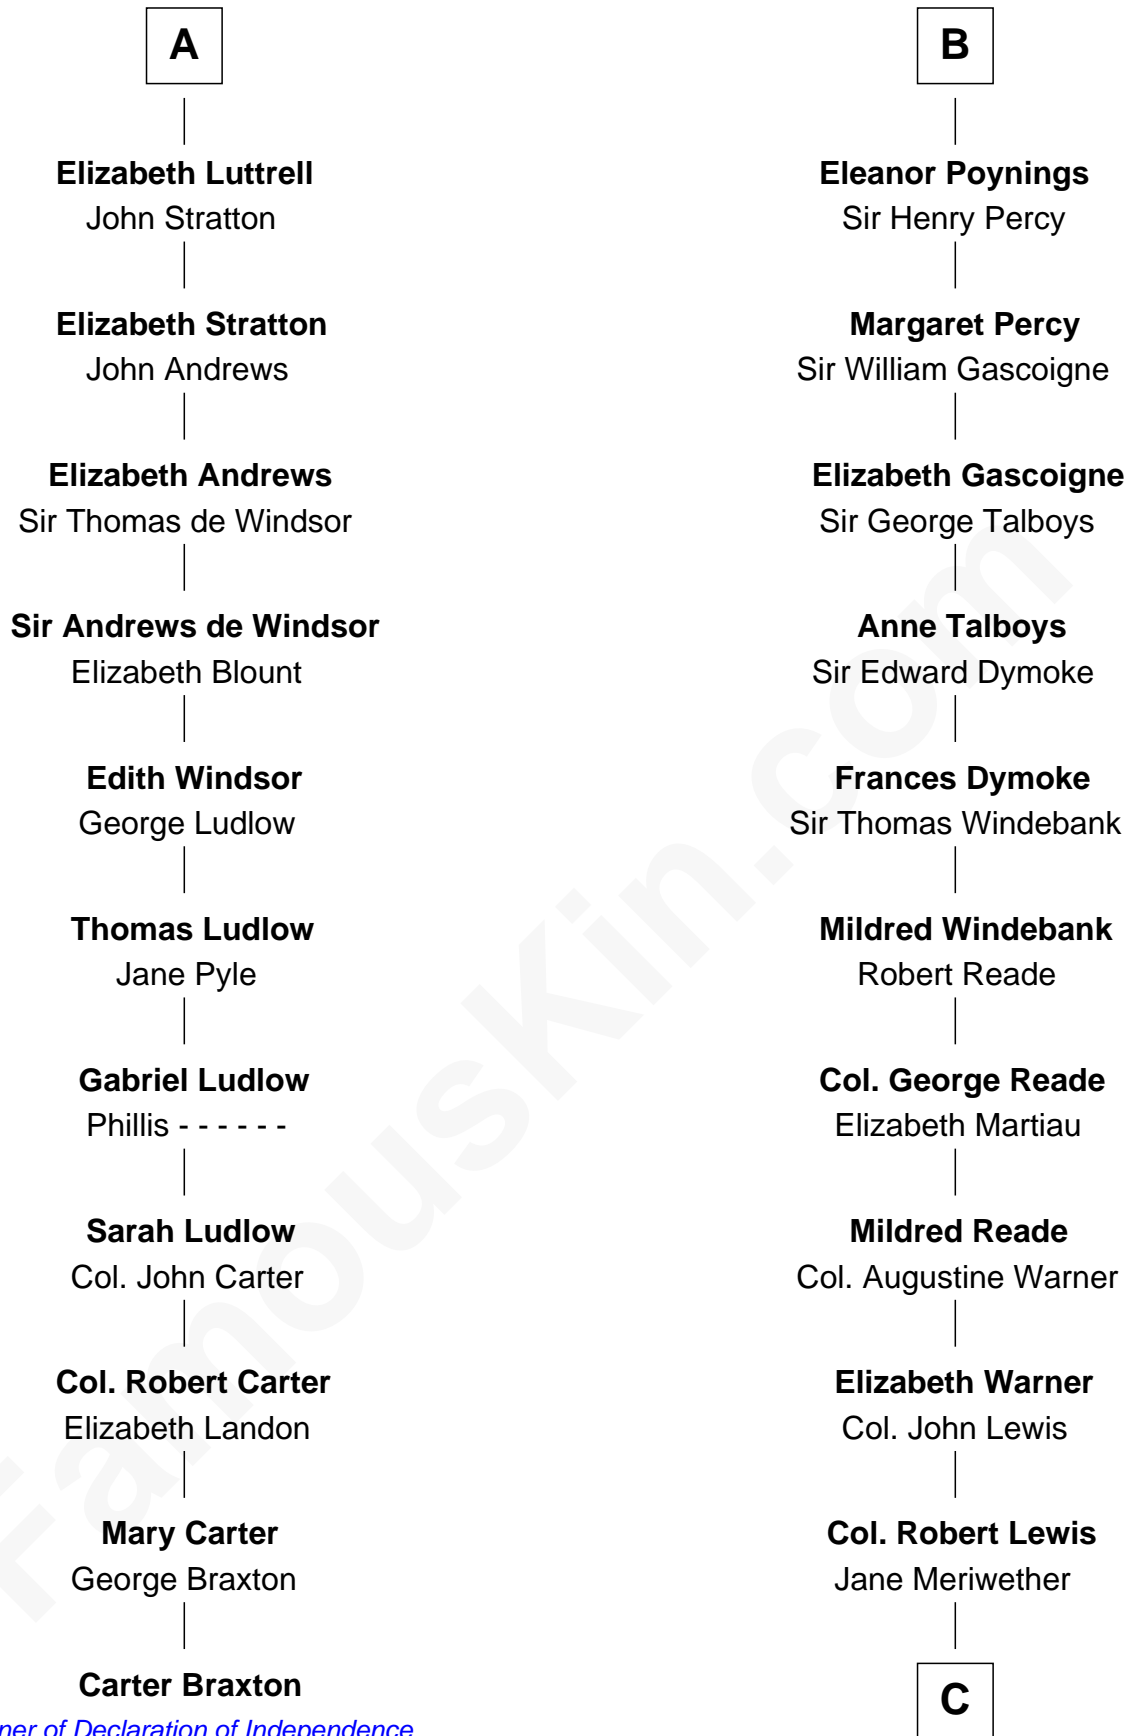 A
Elizabeth Luttrell
John Stratton
Elizabeth Stratton
John Andrews
Elizabeth Andrews
Sir Thomas de Windsor
Sir Andrews de Windsor
Elizabeth Blount
Edith Windsor
George Ludlow
Thomas Ludlow
Jane Pyle
Gabriel Ludlow
Phillis - - - - - -
Sarah Ludlow
Col. John Carter
Col. Robert Carter
Elizabeth Landon
Mary Carter
George Braxton
Carter Braxton
of Declaration of Independence
B
Eleanor Poynings
Sir Henry Percy
Margaret Percy
Sir William Gascoigne
Elizabeth Gascoigne
Sir George Talboys
Anne Talboys
Sir Edward Dymoke
Frances Dymoke
Sir Thomas Windebank
Mildred Windebank
Robert Reade
Col. George Reade
Elizabeth Martiau
Mildred Reade
Col. Augustine Warner
Elizabeth Warner
Col. John Lewis
Col. Robert Lewis
Jane Meriwether
C
FamousKin.com